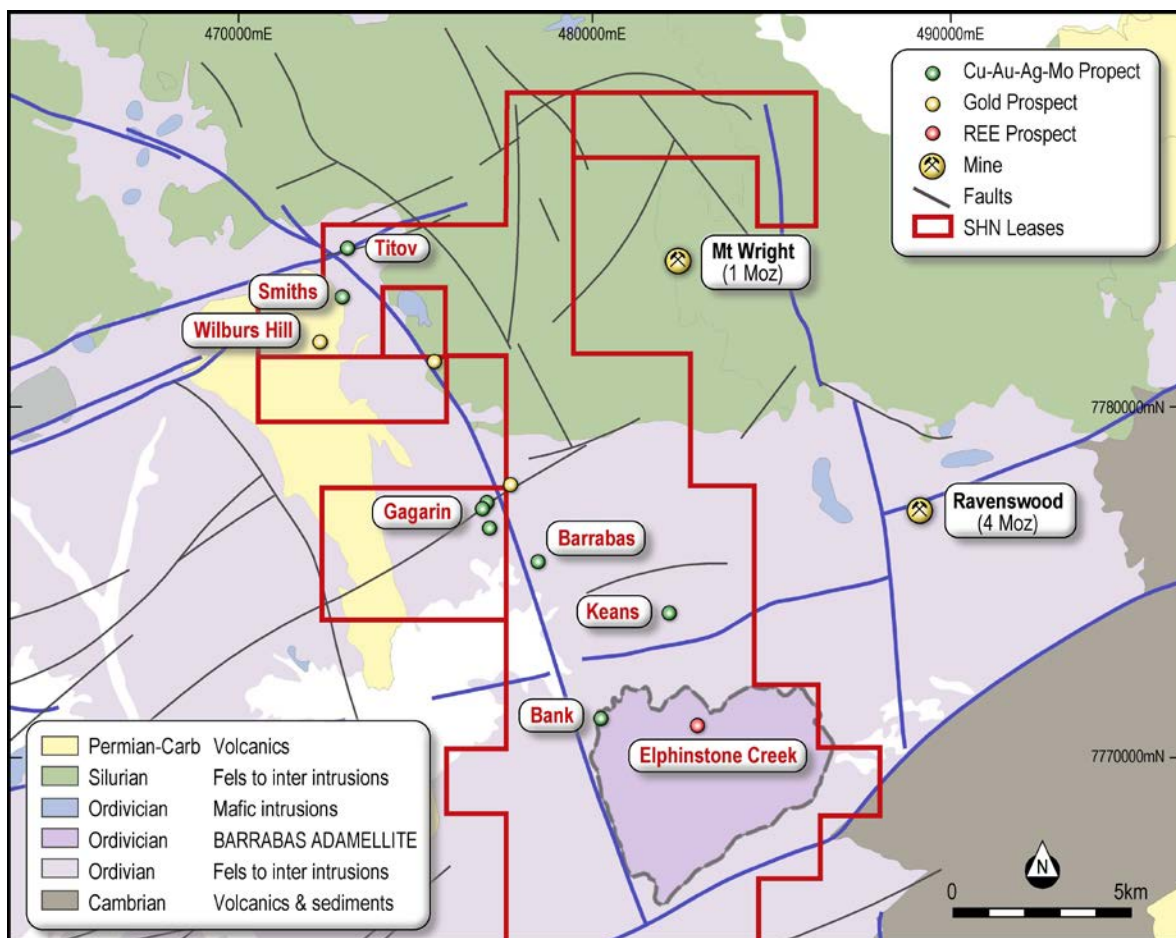 470000mE
480000mE
490000mE
Cu-Au-Ag-Mo Propect
Gold Prospect
REE Prospect
Mine
Faults
SHN Leases
Titov
Mt Wright
(1 Moz)
Smiths
Wilburs Hill
7780000mN
Gagarin
Ravenswood
(4 Moz)
Barrabas
Keans
Bank
Elphinstone Creek
7770000mN
Permian-Carb Volcanics
Silurian Fels to inter intrusions
Ordivician Mafic intrusions
Ordivician BARRABAS ADAMELLITE
Ordivian Fels to inter intrusions
Cambrian Volcanics & sediments
N
0 5km